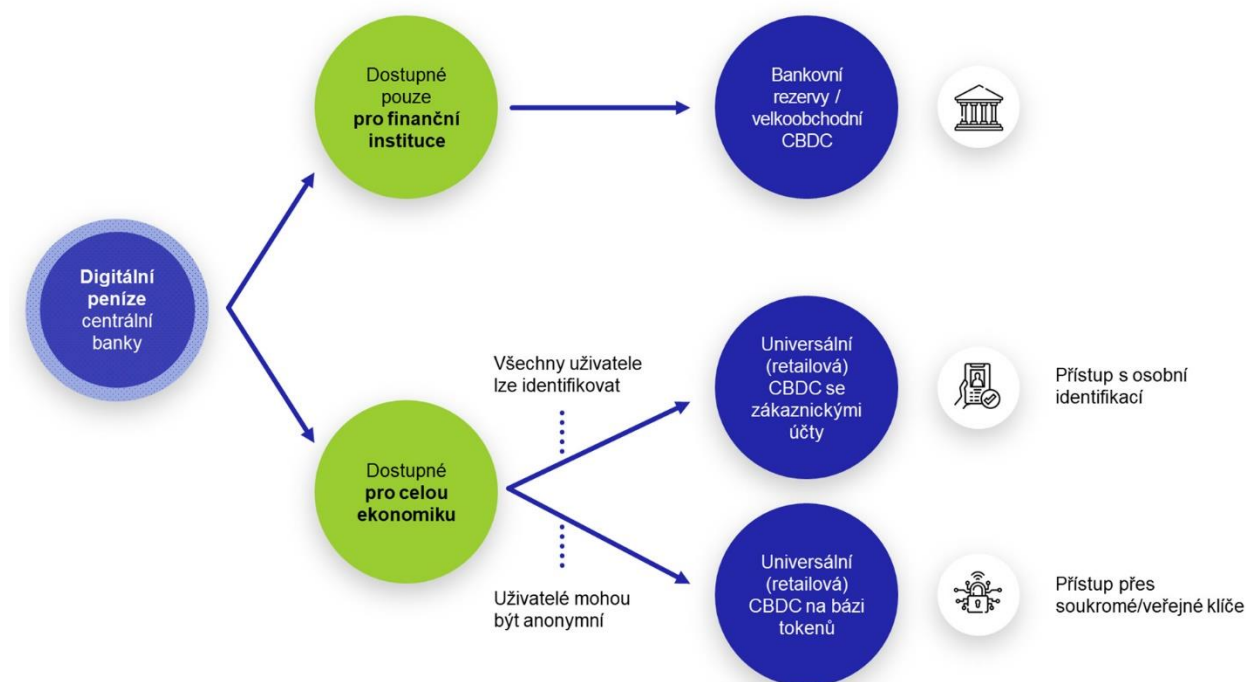 Dostupné
pouze
pro finanční
instituce
Bankovní
rezervy /
velkoobchodní
CBDC
Digitální
peníze
centrální
banky
Všechny uživatele
lze identifikovat
Universální
(retailová)
CBDC se
zákaznickými
účty
Přístup s osobní
identifikací
Dostupné
pro celou
ekonomiku
Uživatelé mohou
být anonymní
Universální
(retailová)
CBDC na bázi
tokenů
Přístup přes
soukromé/veřejné klíče